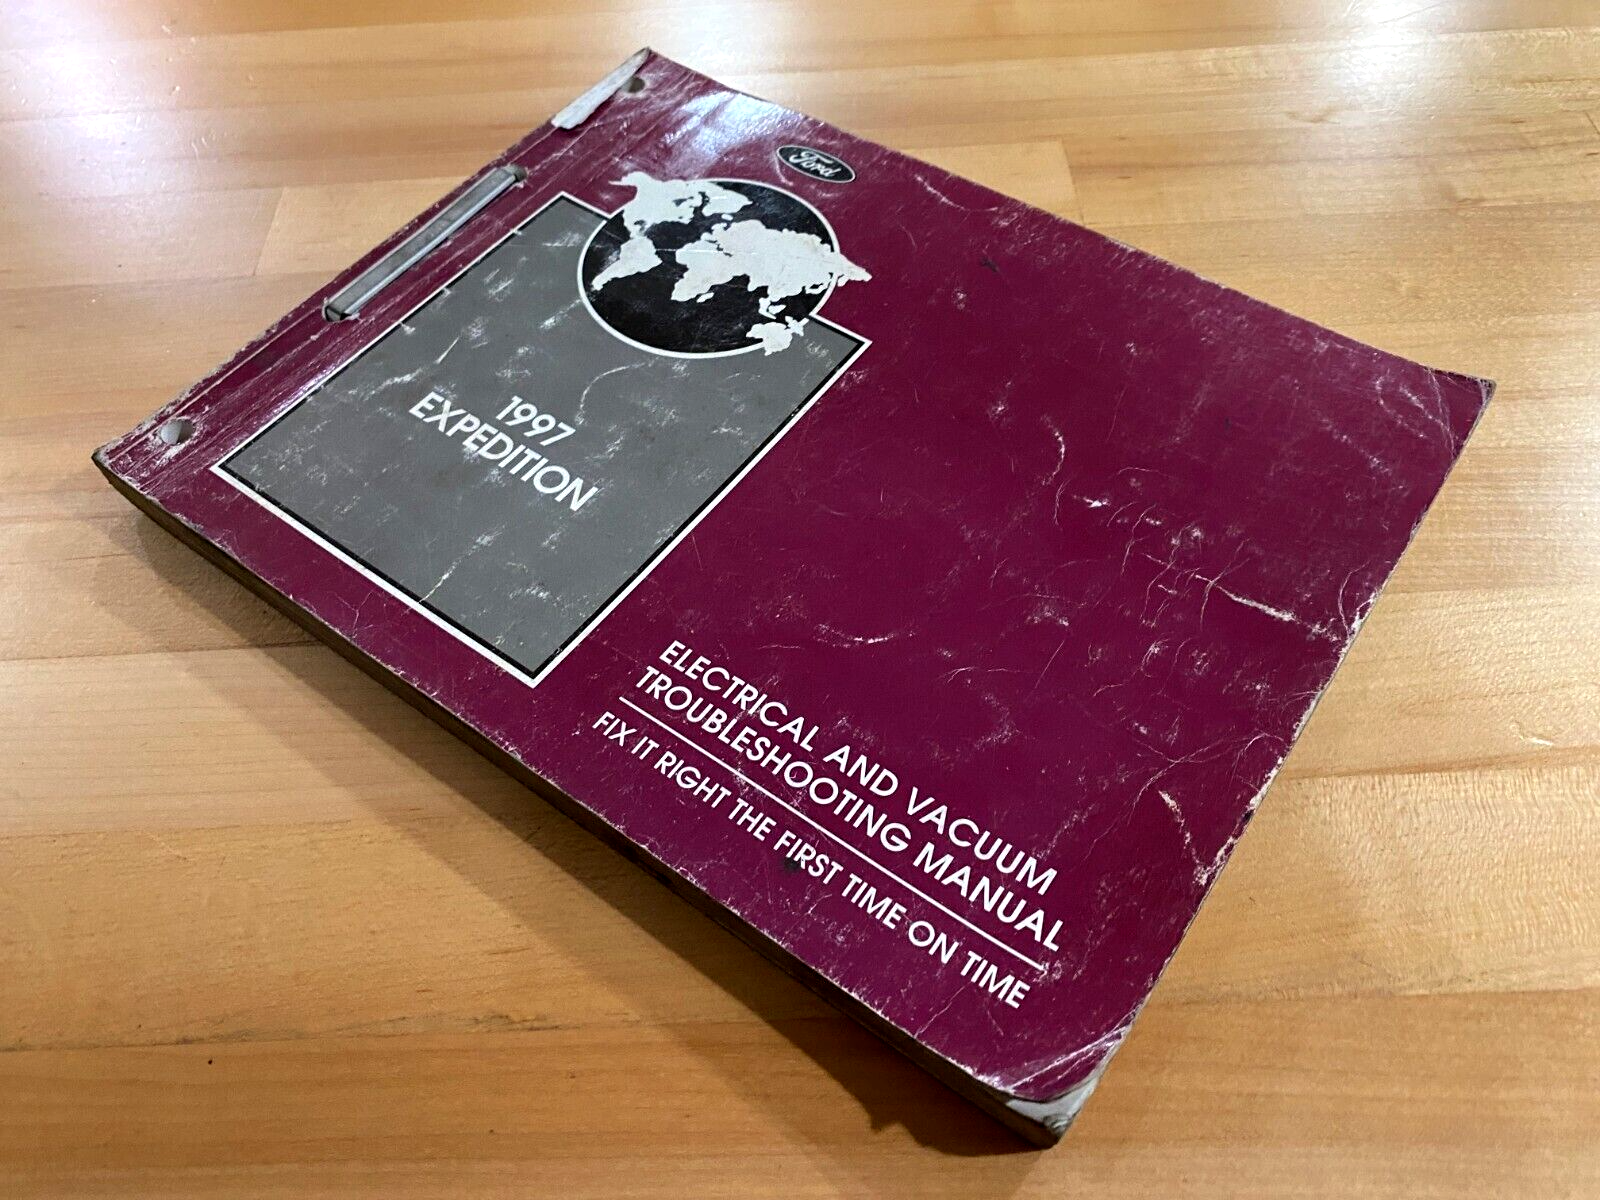 Ford
1997
EXPEDITION
ELECTRICAL AND VACUUM
TROUBLESHOOTING MANUAL
FIX IT RIGHT THE FIRST TIME ON TIME